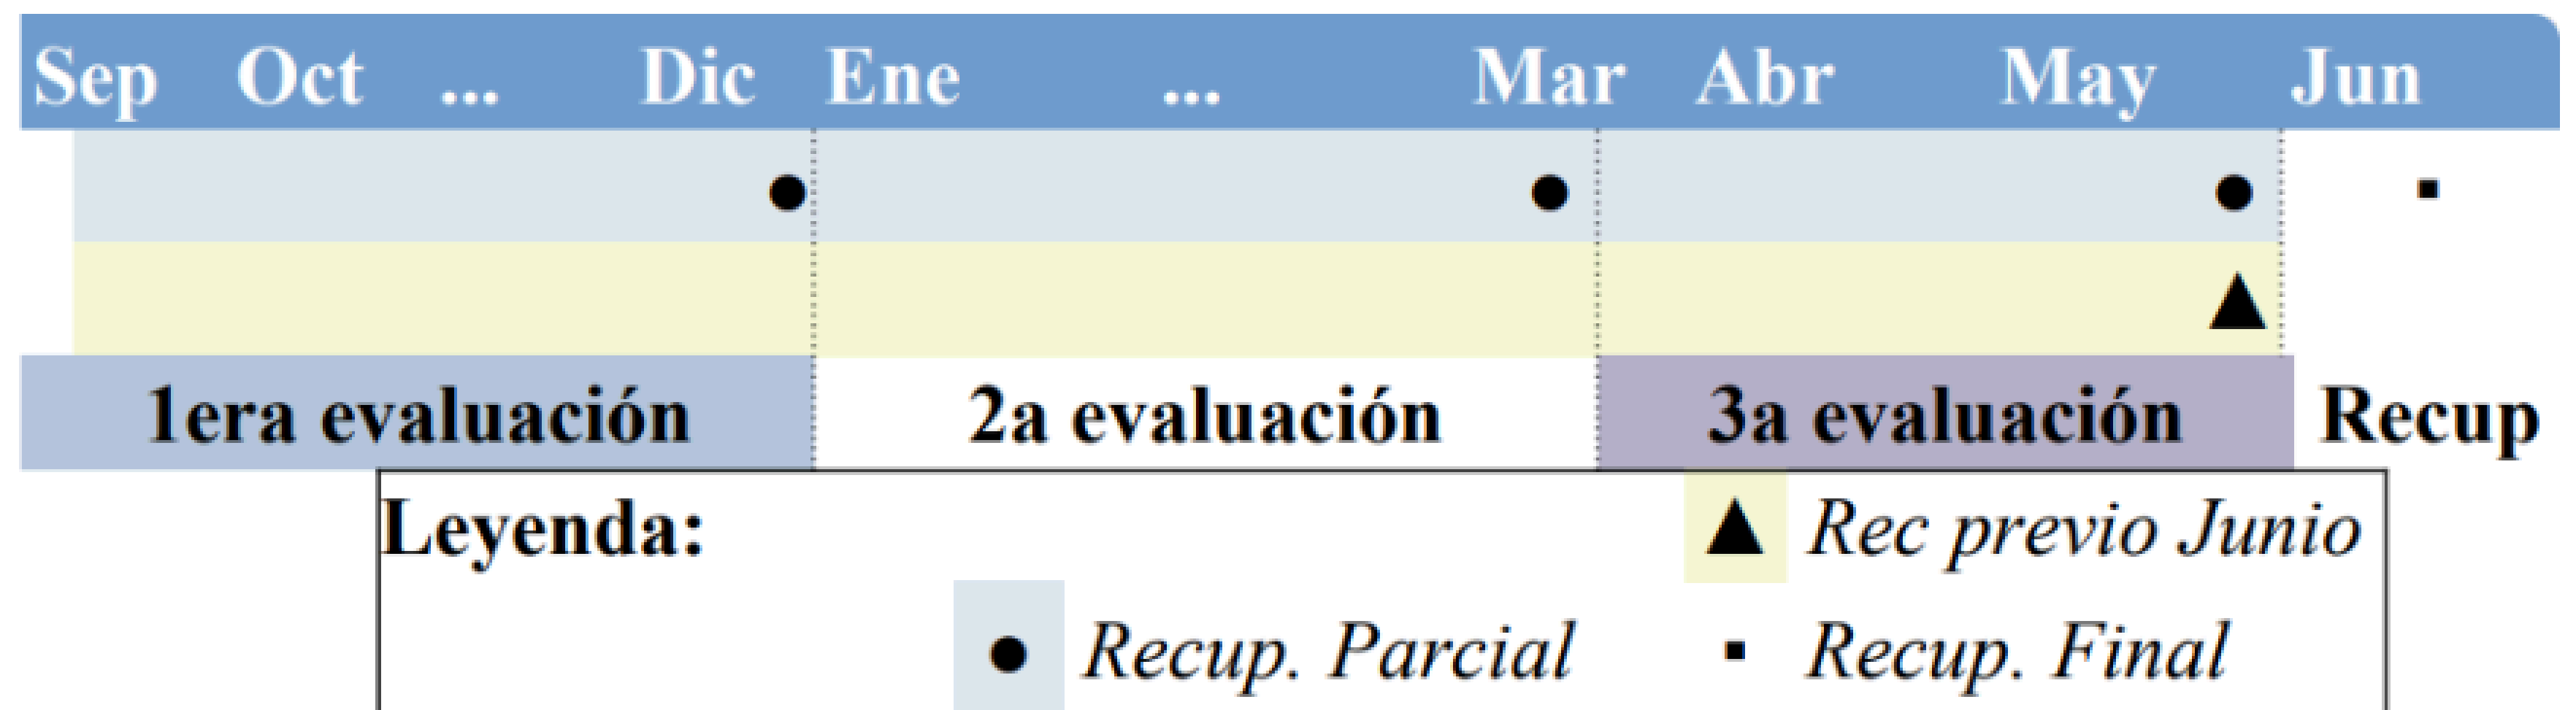 Sep Oct ... Dic Ene ... Mar Abr May Jun
1era evaluación 2a evaluación 3a evaluación Recup
Leyenda: Rec previo Junio
Recup. Parcial Recup. Final